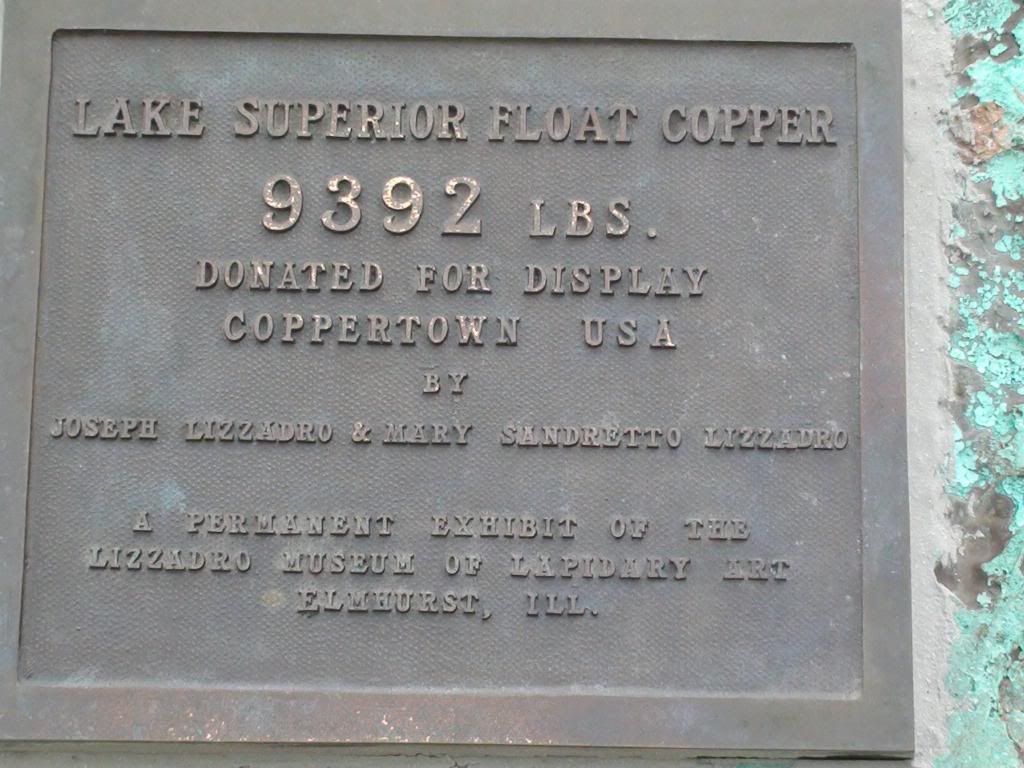 LAKE SUPERIOR FLOAT COPPER
9392 LBS.
DONATED FOR DISPLAY
COPPERTOWN USA
BY
JOSEPH LIZZADRO & MARY SANDRETTO LIZZADRO
A PERMANENT EXHIBIT OF THE
LIZZADRO MUSEUM OF LAPIDARY ART
ELMHURST, ILL.